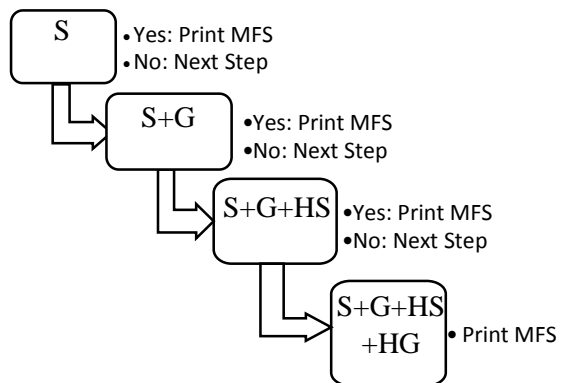 S
•Yes: Print MFS
•No: Next Step
S+G
•Yes: Print MFS
•No: Next Step
S+G+HS
•Yes: Print MFS
•No: Next Step
S+G+HS
+HG
• Print MFS